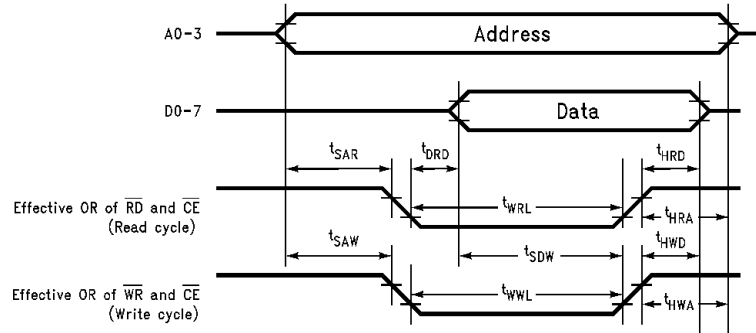 A0-3
Address
D0-7
Data
tSAR
tDRD
tHRD
Effective OR of RD and CE
(Read cycle)
tWRL
tHRA
tSAW
tSDW
tHWD
Effective OR of WR and CE
(Write cycle)
tWWL
tHWA